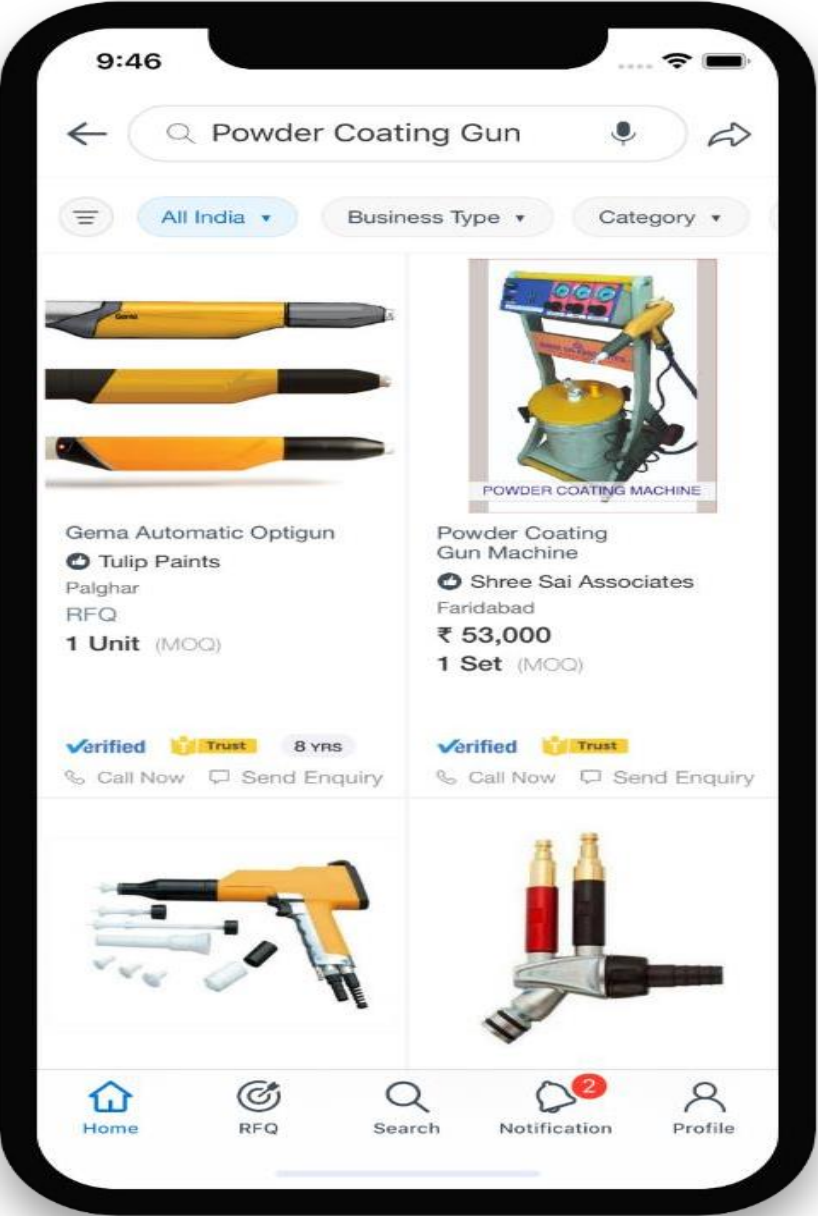 9:46
Powder Coating Gun
All India
Business Type
Category
Gema
POWDER COATING MACHINE
Gema Automatic Optigun
Tulip Paints
Palghar
RFQ
1 Unit (MOQ)
Verified
Trust
8 YRS
Call Now
Send Enquiry
Powder Coating
Gun Machine
Shree Sai Associates
Faridabad
₹ 53,000
1 Set (MOQ)
Verified
Trust
Call Now
Send Enquiry
Home
RFQ
Search
2
Notification
Profile